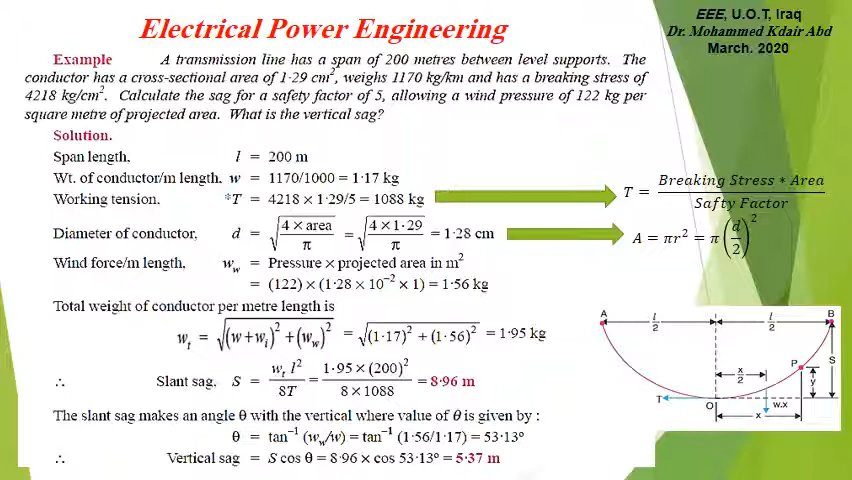 Electrical Power Engineering
EEE, U.O.T, Iraq
Dr. Mohammed Kdair Abd
March. 2020
Example A transmission line has a span of 200 metres between level supports. The
conductor has a cross-sectional area of 1·29 cm², weighs 1170 kg/km and has a breaking stress of
4218 kg/cm². Calculate the sag for a safety factor of 5, allowing a wind pressure of 122 kg per
square metre of projected area. What is the vertical sag?
Solution.
Span length, l = 200 m
Wt. of conductor/m length, w = 1170/1000 = 1·17 kg
Working tension, *T = 4218 × 1·29/5 = 1088 kg
T = Breaking Stress * Area / Safty Factor
Diameter of conductor, d = √(4 × area / π) = √(4 × 1·29 / π) = 1·28 cm
A = πr² = π(d/2)²
Wind force/m length, w_w = Pressure × projected area in m²
= (122) × (1·28 × 10⁻² × 1) = 1·56 kg
Total weight of conductor per metre length is
w_t = √((w + w_i)² + (w_w)²) = √((1·17)² + (1·56)²) = 1·95 kg
∴ Slant sag, S = w_t l² / 8T = 1·95 × (200)² / 8 × 1088 = 8·96 m
The slant sag makes an angle θ with the vertical where value of θ is given by :
θ = tan⁻¹ (w_w/w) = tan⁻¹ (1·56/1·17) = 53·13º
∴ Vertical sag = S cos θ = 8·96 × cos 53·13º = 5·37 m
A l/2 l/2 B
S
P
x/2 y
T O w.x
x